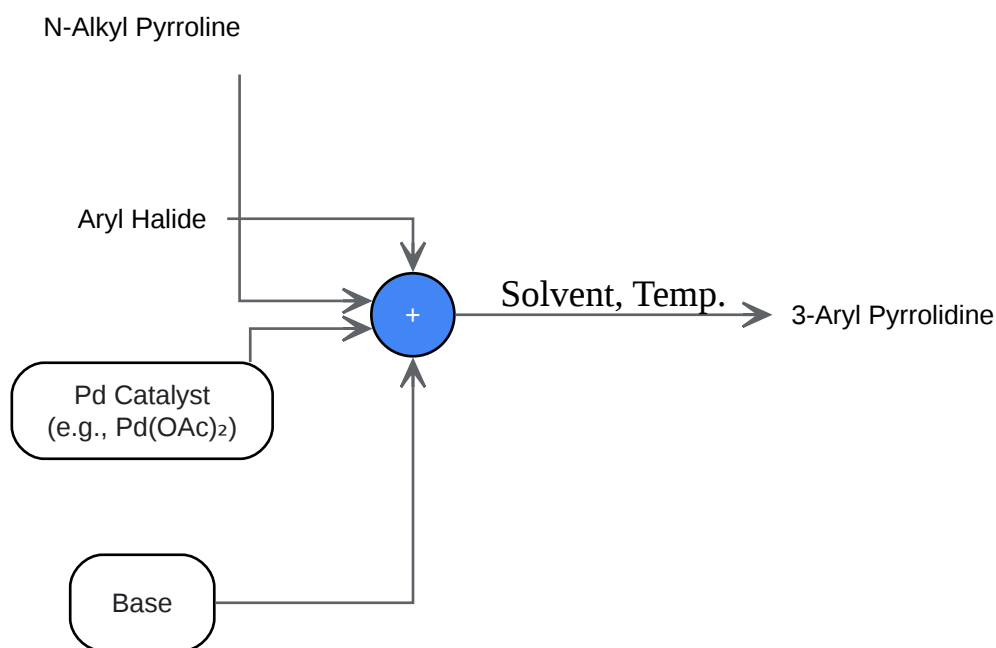 N-Alkyl Pyrroline
Aryl Halide
+
Solvent, Temp.
3-Aryl Pyrrolidine
Pd Catalyst
(e.g., Pd(OAc)₂)
Base